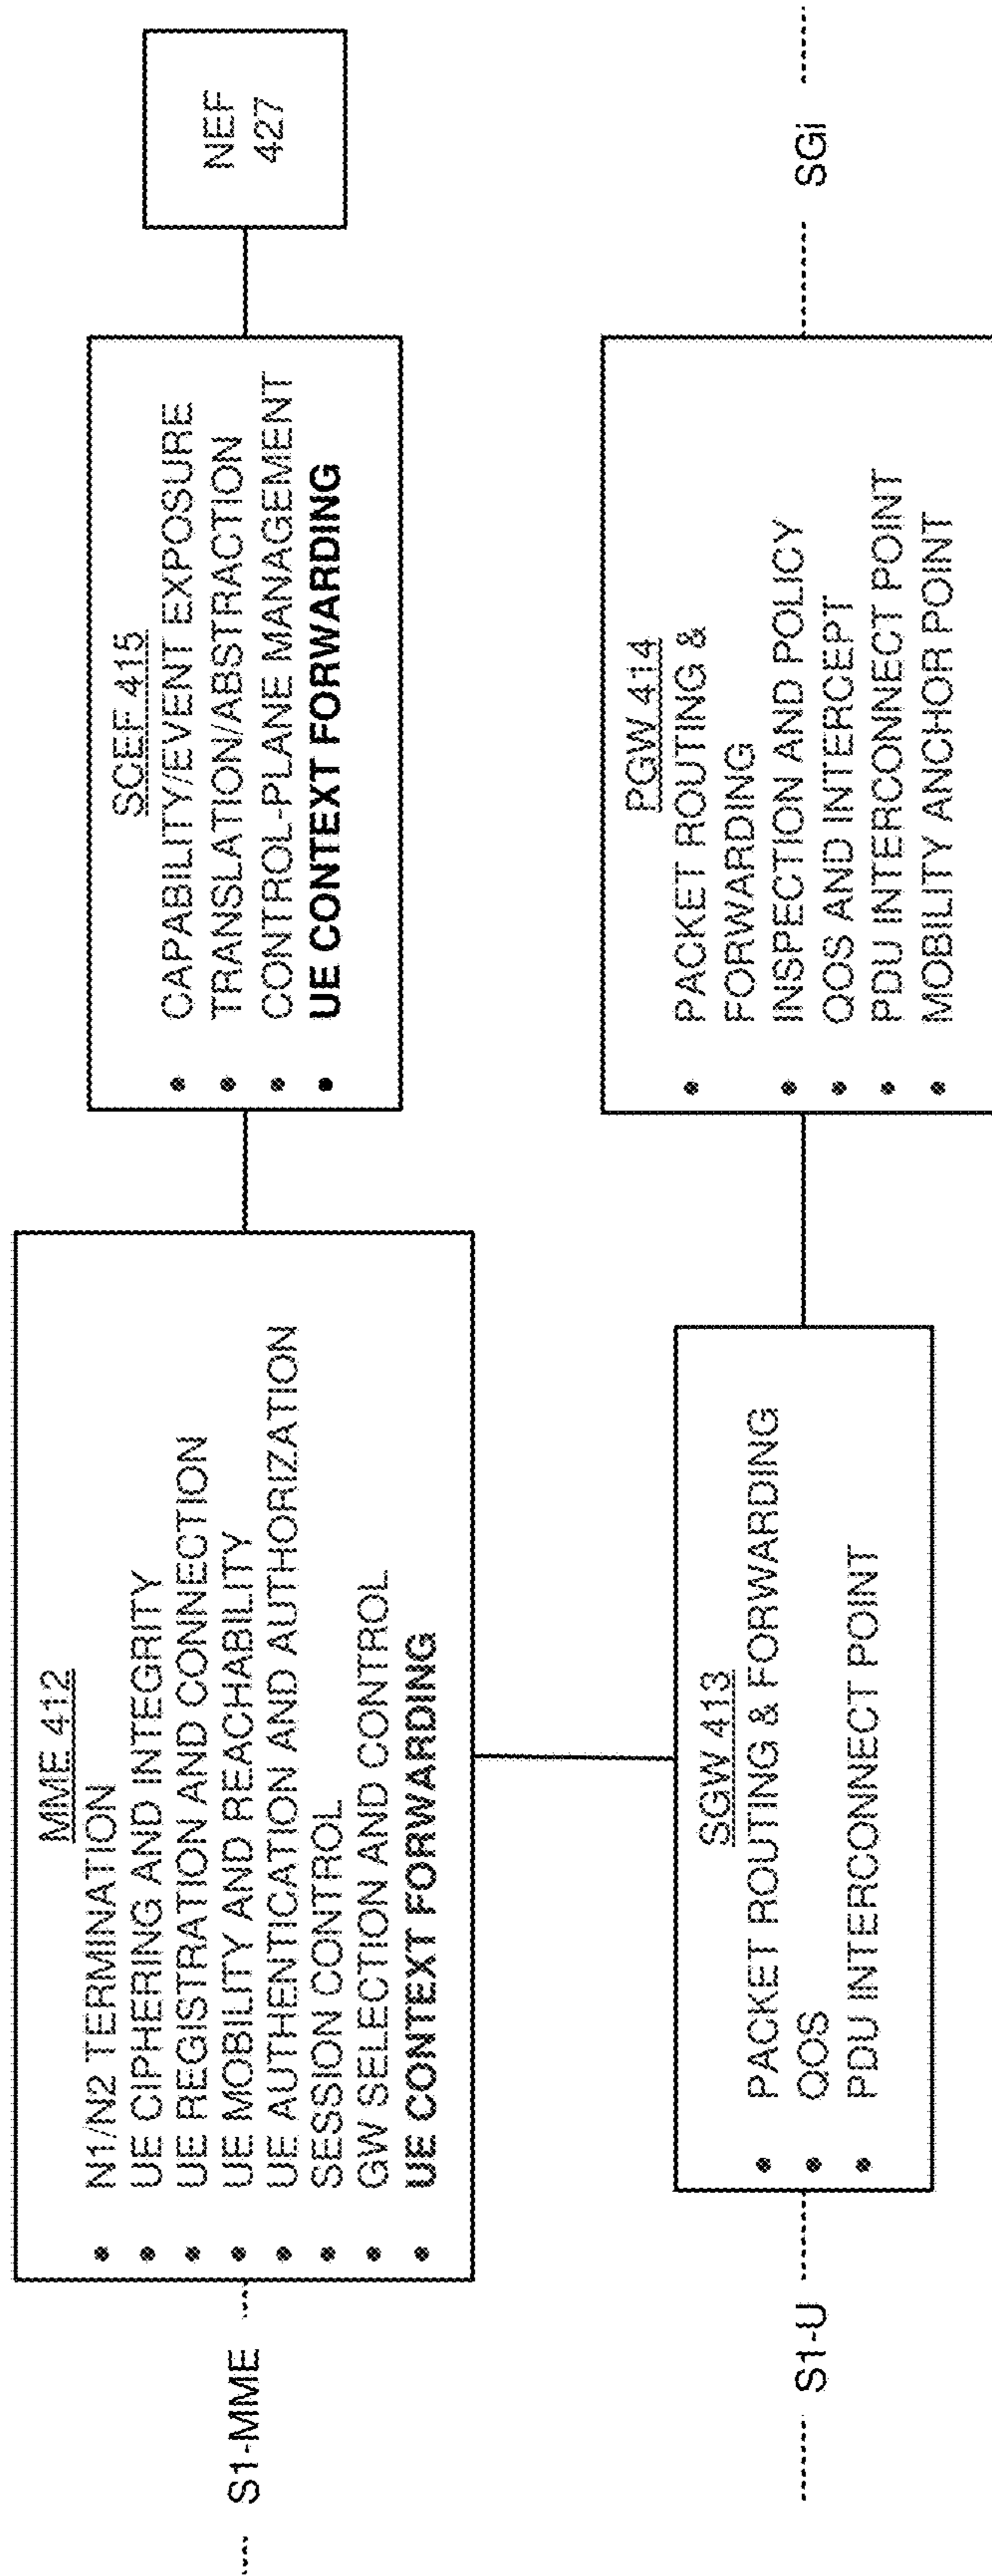 S1-MME
MME 412
• N1/N2 TERMINATION
• UE CIPHERING AND INTEGRITY
• UE REGISTRATION AND CONNECTION
• UE MOBILITY AND REACHABILITY
• UE AUTHENTICATION AND AUTHORIZATION
• SESSION CONTROL
• GW SELECTION AND CONTROL
• UE CONTEXT FORWARDING
SCEF 415
• CAPABILITY/EVENT EXPOSURE
• TRANSLATION/ABSTRACTION
• CONTROL-PLANE MANAGEMENT
• UE CONTEXT FORWARDING
NEF
427
S1-U
SGW 413
• PACKET ROUTING & FORWARDING
• QOS
• PDU INTERCONNECT POINT
PGW 414
• PACKET ROUTING &
FORWARDING
• INSPECTION AND POLICY
• QOS AND INTERCEPT
• PDU INTERCONNECT POINT
• MOBILITY ANCHOR POINT
SGi